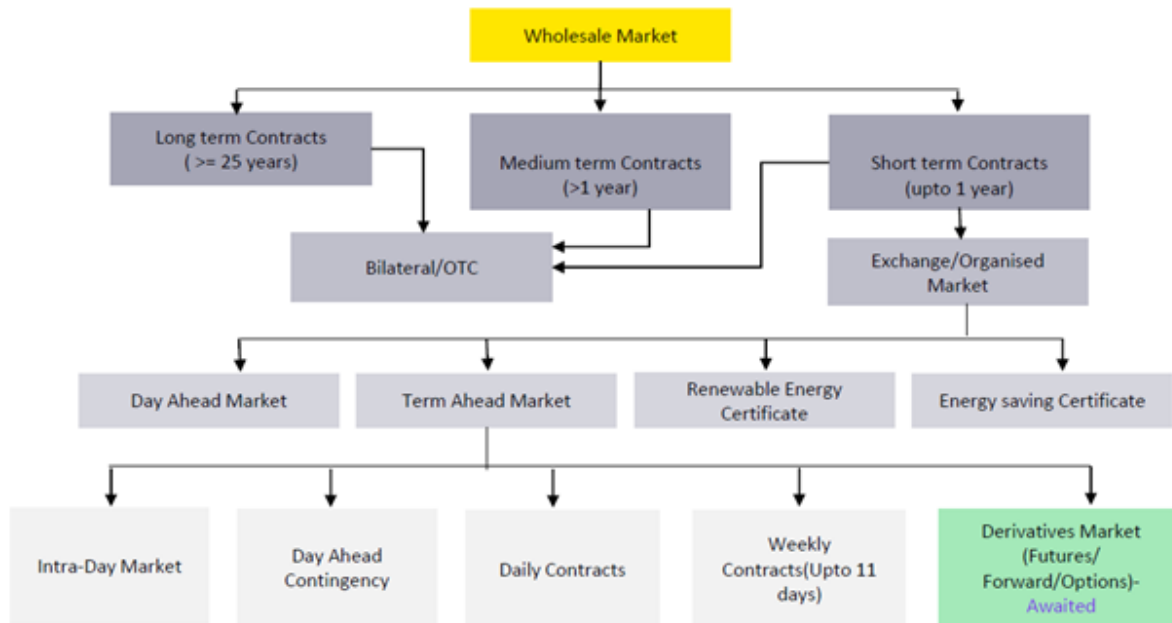 Wholesale Market
Long term Contracts
( >= 25 years)
Medium term Contracts
(>1 year)
Short term Contracts
(upto 1 year)
Bilateral/OTC
Exchange/Organised
Market
Day Ahead Market
Term Ahead Market
Renewable Energy
Certificate
Energy saving Certificate
Intra-Day Market
Day Ahead
Contingency
Daily Contracts
Weekly
Contracts(Upto 11
days)
Derivatives Market
(Futures/
Forward/Options)-
Awaited